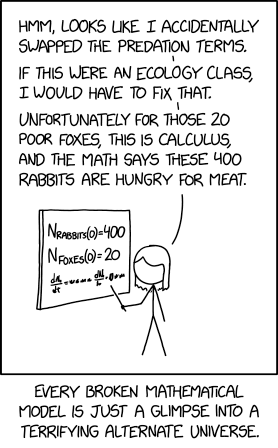 HMM, LOOKS LIKE I ACCIDENTALLY
SWAPPED THE PREDATION TERMS.
IF THIS WERE AN ECOLOGY CLASS,
I WOULD HAVE TO FIX THAT.
UNFORTUNATELY FOR THOSE 20
POOR FOXES, THIS IS CALCULUS,
AND THE MATH SAYS THESE 400
RABBITS ARE HUNGRY FOR MEAT.
NRABBITS(0)=400
NFOXES(0)=20
EVERY BROKEN MATHEMATICAL
MODEL IS JUST A GLIMPSE INTO A
TERRIFYING ALTERNATE UNIVERSE.